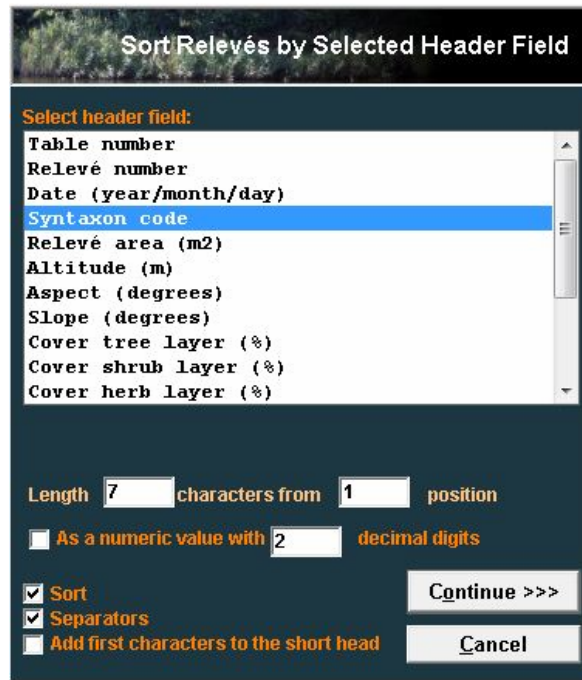 Sort Relevés by Selected Header Field
Select header field:
Table number
Relevé number
Date (year/month/day)
Syntaxon code
Relevé area (m2)
Altitude (m)
Aspect (degrees)
Slope (degrees)
Cover tree layer (%)
Cover shrub layer (%)
Cover herb layer (%)
Length 7 characters from 1 position
As a numeric value with 2 decimal digits
Sort
Separators
Add first characters to the short head
Continue >>>
Cancel